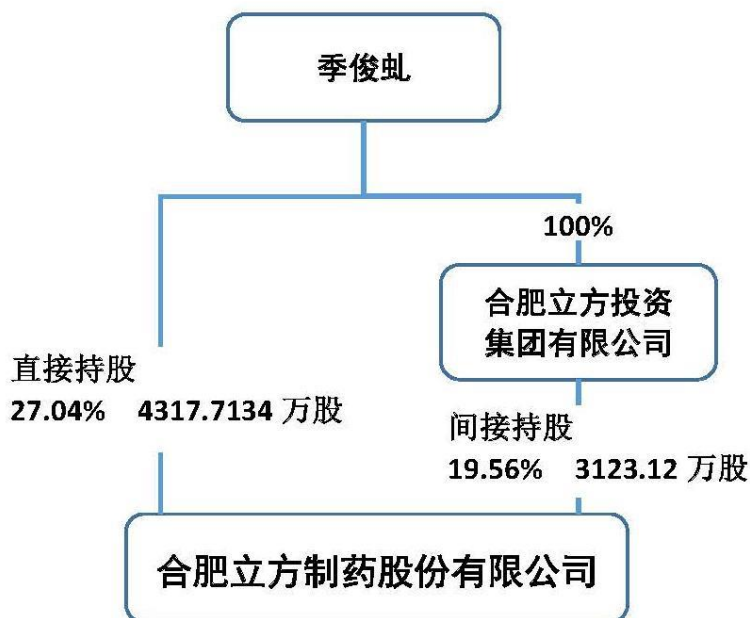 季俊虬
100%
合肥立方投资
集团有限公司
直接持股
27.04% 4317.7134 万股
间接持股
19.56% 3123.12 万股
合肥立方制药股份有限公司